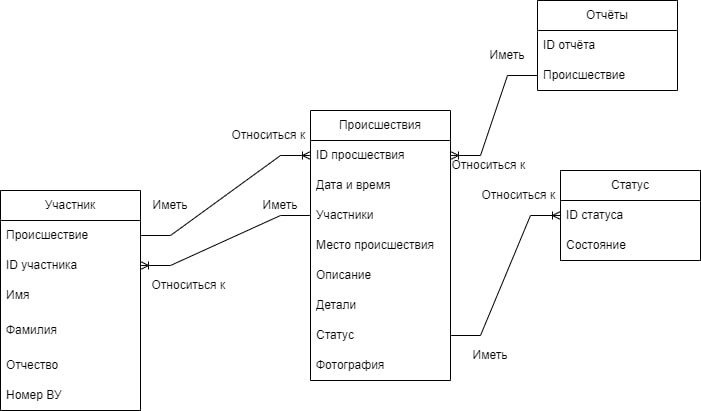 Отчёты
ID отчёта
Происшествие
Иметь
Относиться к
Происшествия
ID просшествия
Дата и время
Участники
Место происшествия
Описание
Детали
Статус
Фотография
Относиться к
Иметь
Иметь
Относиться к
Участник
Происшествие
ID участника
Имя
Фамилия
Отчество
Номер ВУ
Относиться к
Иметь
Статус
ID статуса
Состояние